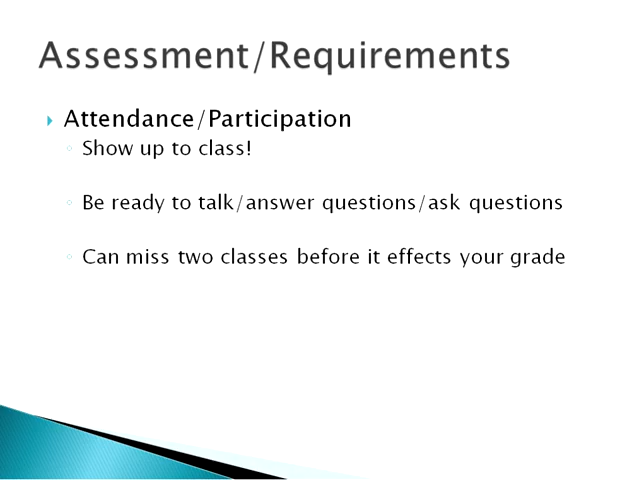 Assessment/Requirements
Attendance/Participation
Show up to class!
Be ready to talk/answer questions/ask questions
Can miss two classes before it effects your grade